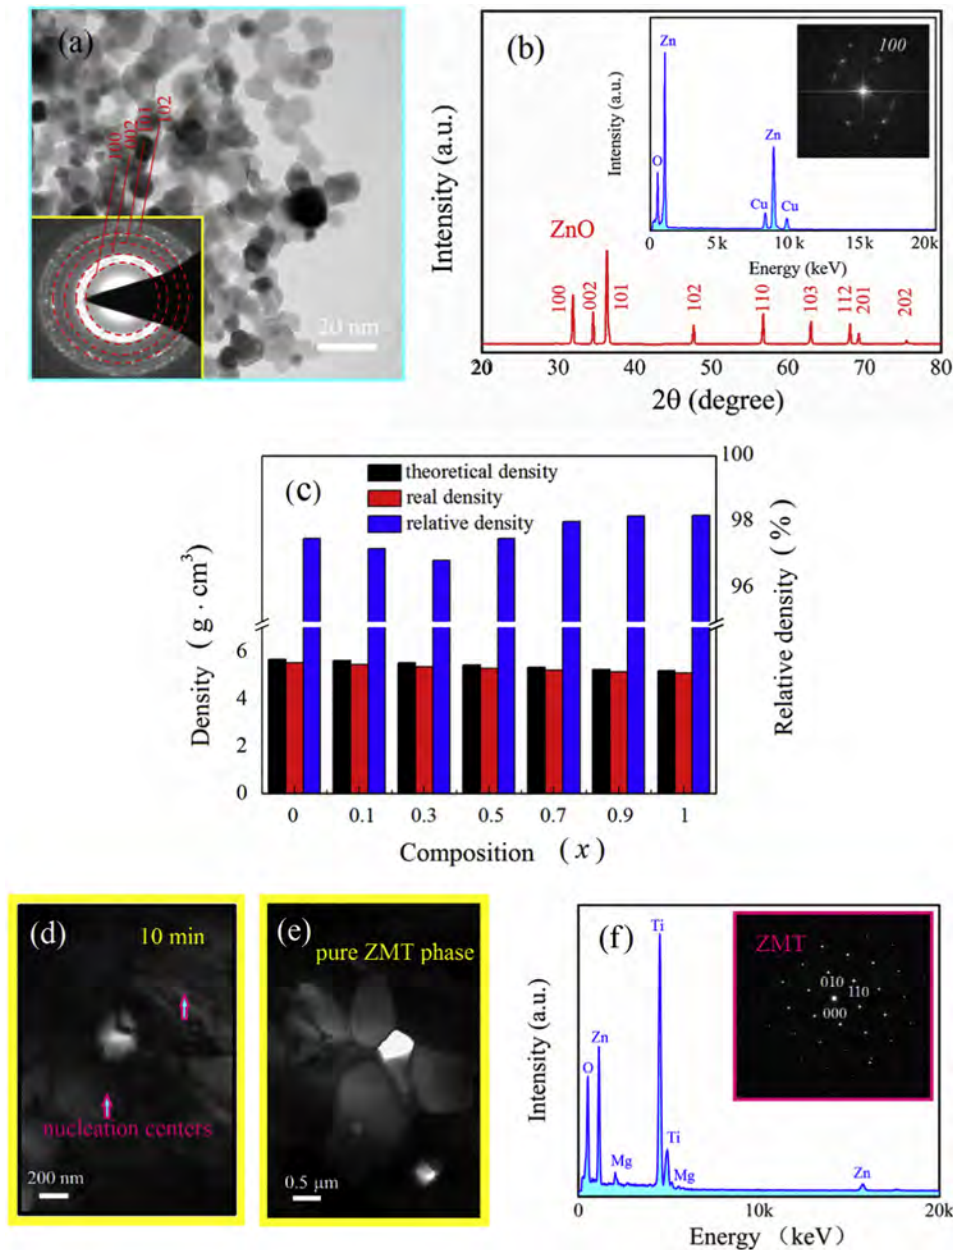 (a)
100
002
101
102
20 nm
(b)
Intensity (a.u.)
ZnO
100
002
101
102
110
103
112
201
202
20 30 40 50 60 70 80
2θ (degree)
Intensity (a.u.)
Zn
O
Zn
Cu
Cu
100
0 5 k 10k 15k 20k
Energy (keV)
(c)
theoretical density
real density
relative density
Density ( g · cm³)
6
4
2
0
100
98
96
Relative density ( % )
0 0.1 0.3 0.5 0.7 0.9 1
Composition ( x )
(d)
10 min
nucleation centers
200 nm
(e)
pure ZMT phase
0.5 μm
(f)
Intensity (a.u.)
Ti
Zn
O
Mg
Ti
Mg
Zn
ZMT
010
110
000
0 10k 20k
Energy (keV)